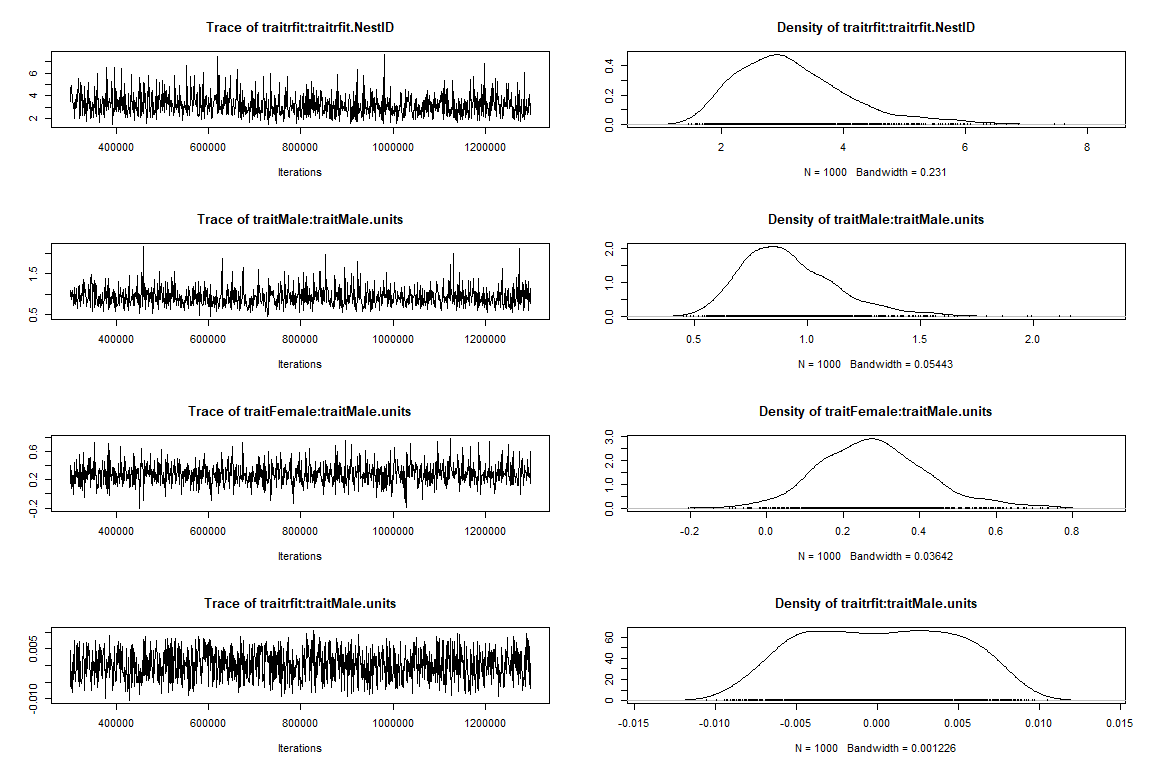 Trace of traitrfit:traitrfit.NestID
2 4 6
400000 600000 800000 1000000 1200000
Iterations
Density of traitrfit:traitrfit.NestID
0.0 0.2 0.4
2 4 6 8
N = 1000 Bandwidth = 0.231
Trace of traitMale:traitMale.units
0.5 1.5
400000 600000 800000 1000000 1200000
Iterations
Density of traitMale:traitMale.units
0.0 1.0 2.0
0.5 1.0 1.5 2.0
N = 1000 Bandwidth = 0.05443
Trace of traitFemale:traitMale.units
-0.2 0.2 0.6
400000 600000 800000 1000000 1200000
Iterations
Density of traitFemale:traitMale.units
0.0 1.0 2.0 3.0
-0.2 0.0 0.2 0.4 0.6 0.8
N = 1000 Bandwidth = 0.03642
Trace of traitrfit:traitMale.units
-0.010 0.005
400000 600000 800000 1000000 1200000
Iterations
Density of traitrfit:traitMale.units
0 20 40 60
-0.015 -0.010 -0.005 0.000 0.005 0.010 0.015
N = 1000 Bandwidth = 0.001226